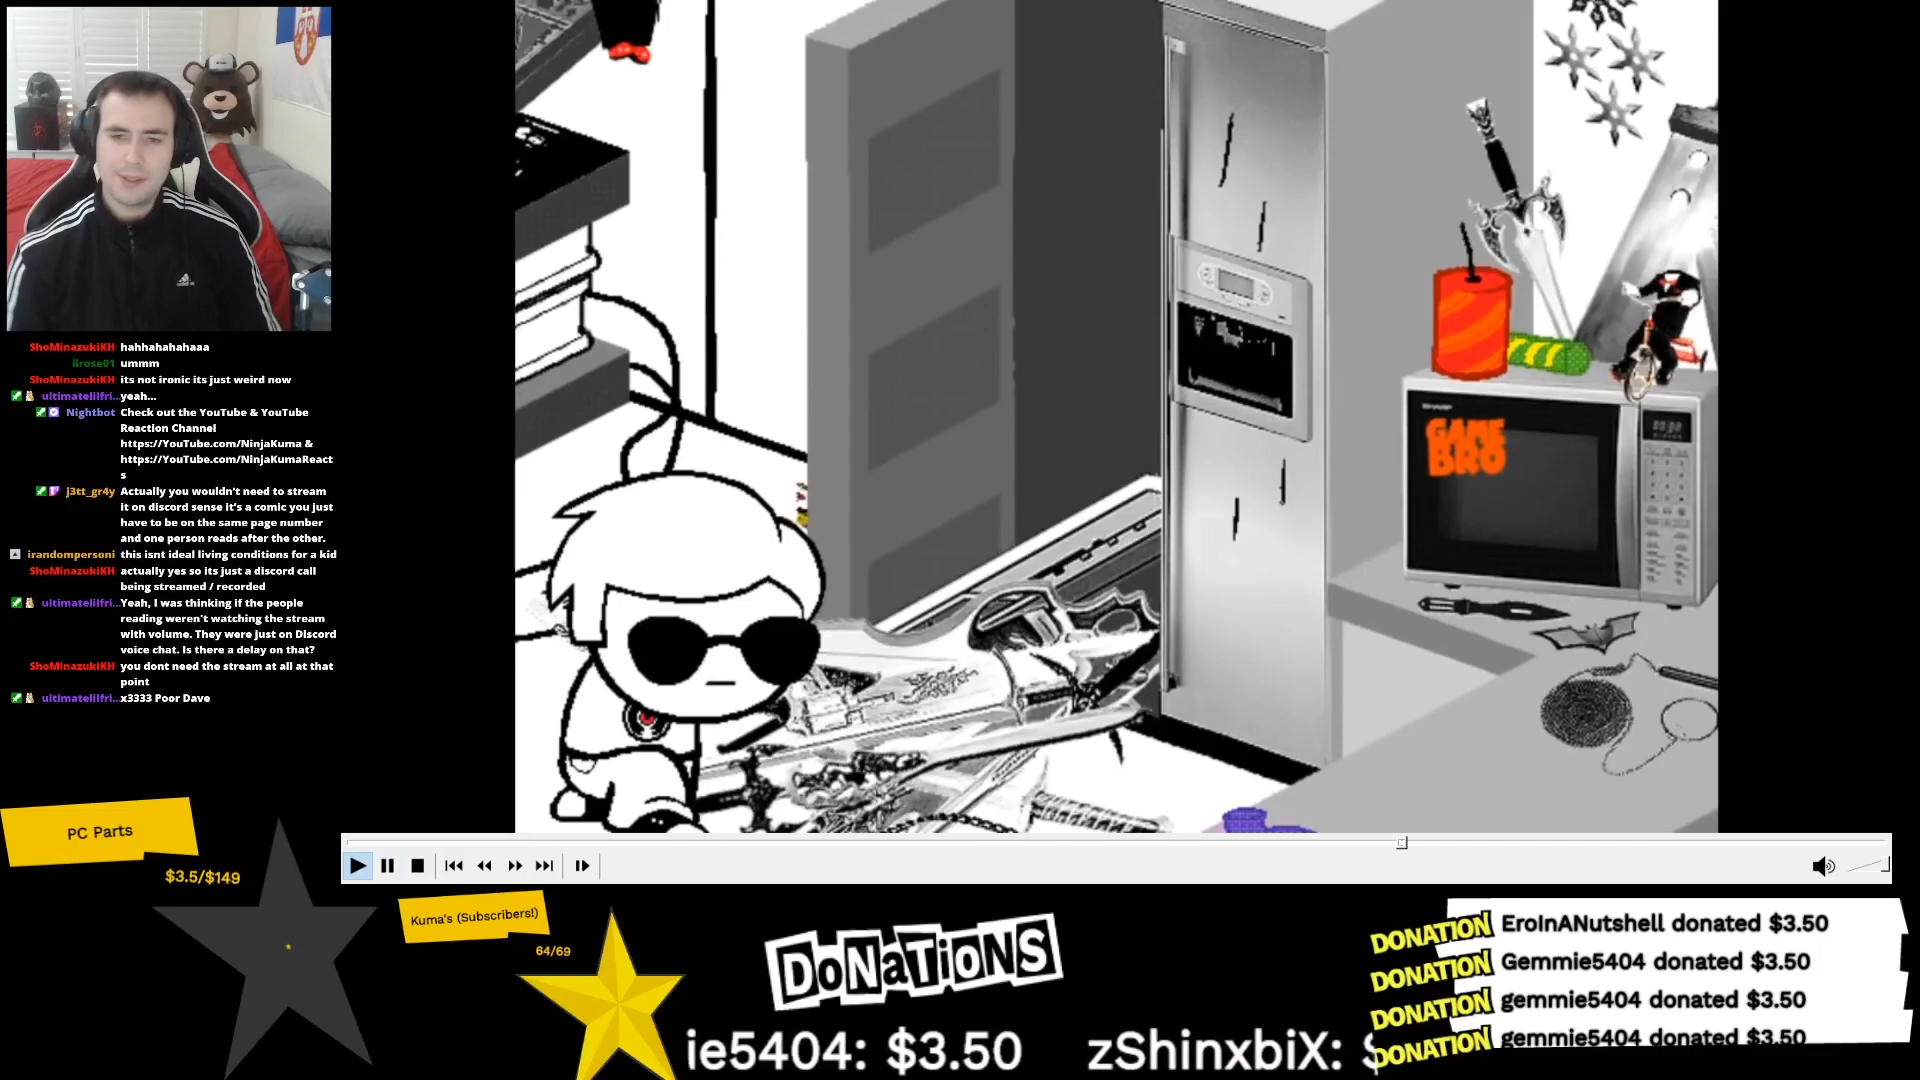 ShoMinazukiKH hahhahahahaaa
llrose01 ummm
ShoMinazukiKH its not ironic its just weird now
ultimatelilfri... yeah...
Nightbot Check out the YouTube & YouTube
Reaction Channel
https://YouTube.com/NinjaKuma &
https://YouTube.com/NinjaKumaReact
s
j3tt_gr4y Actually you wouldn't need to stream
it on discord sense it's a comic you just
have to be on the same page number
and one person reads after the other.
irandompersoni this isnt ideal living conditions for a kid
ShoMinazukiKH actually yes so its just a discord call
being streamed / recorded
ultimatelilfri... Yeah, I was thinking if the people
reading weren't watching the stream
with volume. They were just on Discord
voice chat. Is there a delay on that?
ShoMinazukiKH you dont need the stream at all at that
point
ultimatelilfri... x3333 Poor Dave
SHARP
GAME
BRO
PC Parts
$3.5/$149
Kuma's (Subscribers!)
64/69
DoNaTiONS
ie5404: $3.50 zShinxbiX: $
DONATION EroInANutshell donated $3.50
DONATION Gemmie5404 donated $3.50
DONATION gemmie5404 donated $3.50
DONATION gemmie5404 donated $3.50